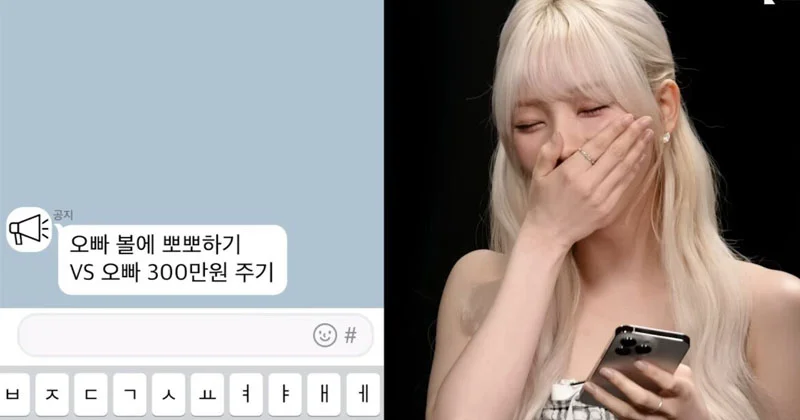 공지
오빠 볼에 뽀뽀하기
VS 오빠 300만원 주기
#
ㅂ ㅈ ㄷ ㄱ ㅅ ㅛ ㅕ ㅑ ㅐ ㅔ